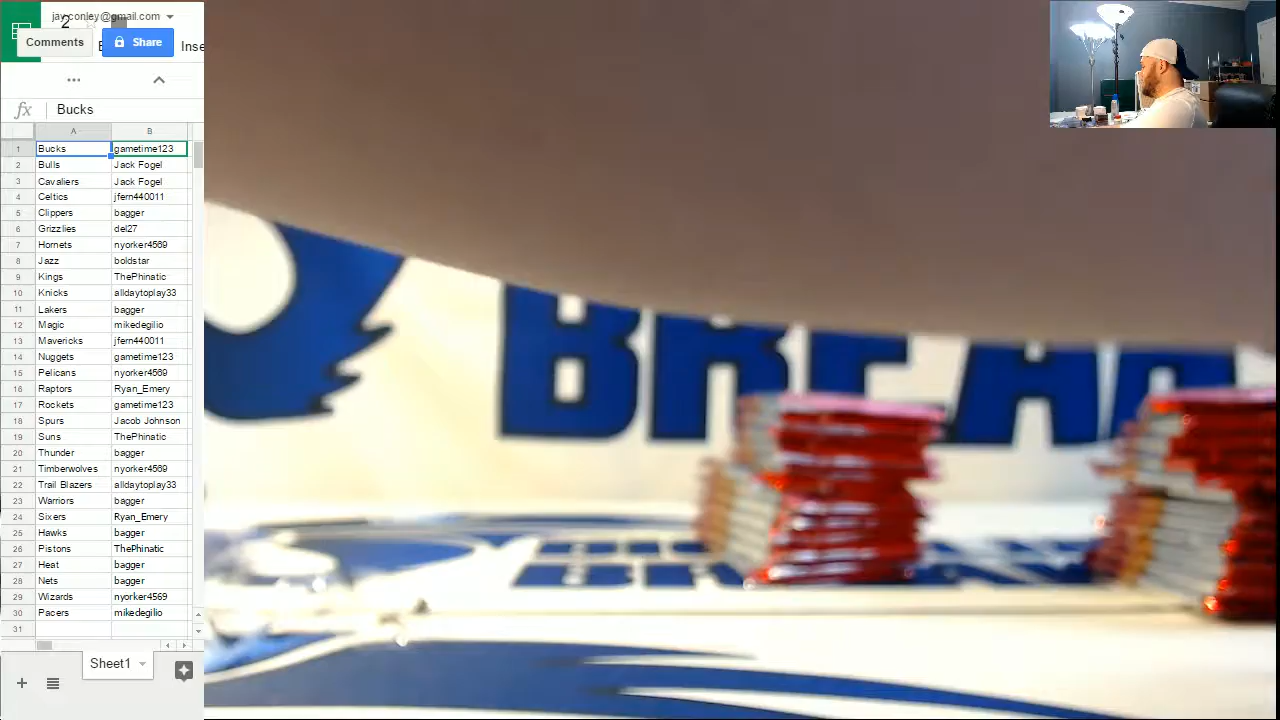 jay.conley@gmail.com
2
Comments
Share
Inse
fx Bucks
A B
1 Bucks gametime123
2 Bulls Jack Fogel
3 Cavaliers Jack Fogel
4 Celtics jfern440011
5 Clippers bagger
6 Grizzlies del27
7 Hornets nyorker4569
8 Jazz boldstar
9 Kings ThePhinatic
10 Knicks alldaytoplay33
11 Lakers bagger
12 Magic mikedegilio
13 Mavericks jfern440011
14 Nuggets gametime123
15 Pelicans nyorker4569
16 Raptors Ryan_Emery
17 Rockets gametime123
18 Spurs Jacob Johnson
19 Suns ThePhinatic
20 Thunder bagger
21 Timberwolves nyorker4569
22 Trail Blazers alldaytoplay33
23 Warriors bagger
24 Sixers Ryan_Emery
25 Hawks bagger
26 Pistons ThePhinatic
27 Heat bagger
28 Nets bagger
29 Wizards nyorker4569
30 Pacers mikedegilio
31
Sheet1
BREAK